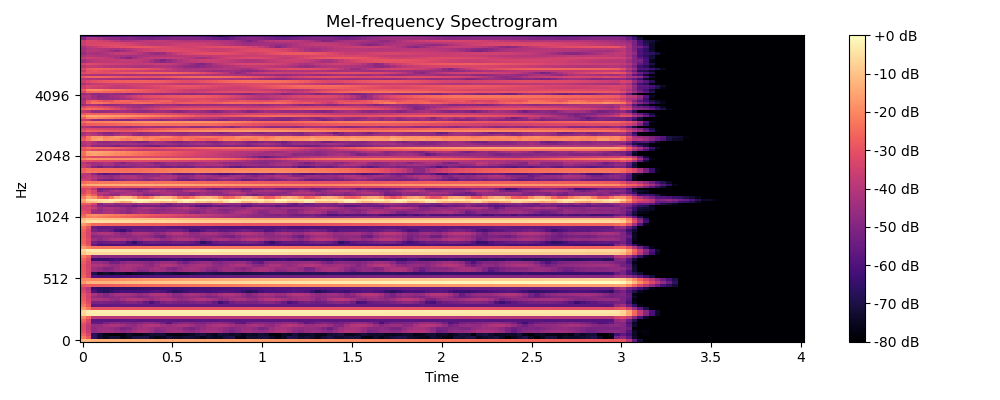 Mel-frequency Spectrogram
Hz
4096
2048
1024
512
0
0
0.5
1
1.5
2
2.5
3
3.5
4
Time
+0 dB
-10 dB
-20 dB
-30 dB
-40 dB
-50 dB
-60 dB
-70 dB
-80 dB